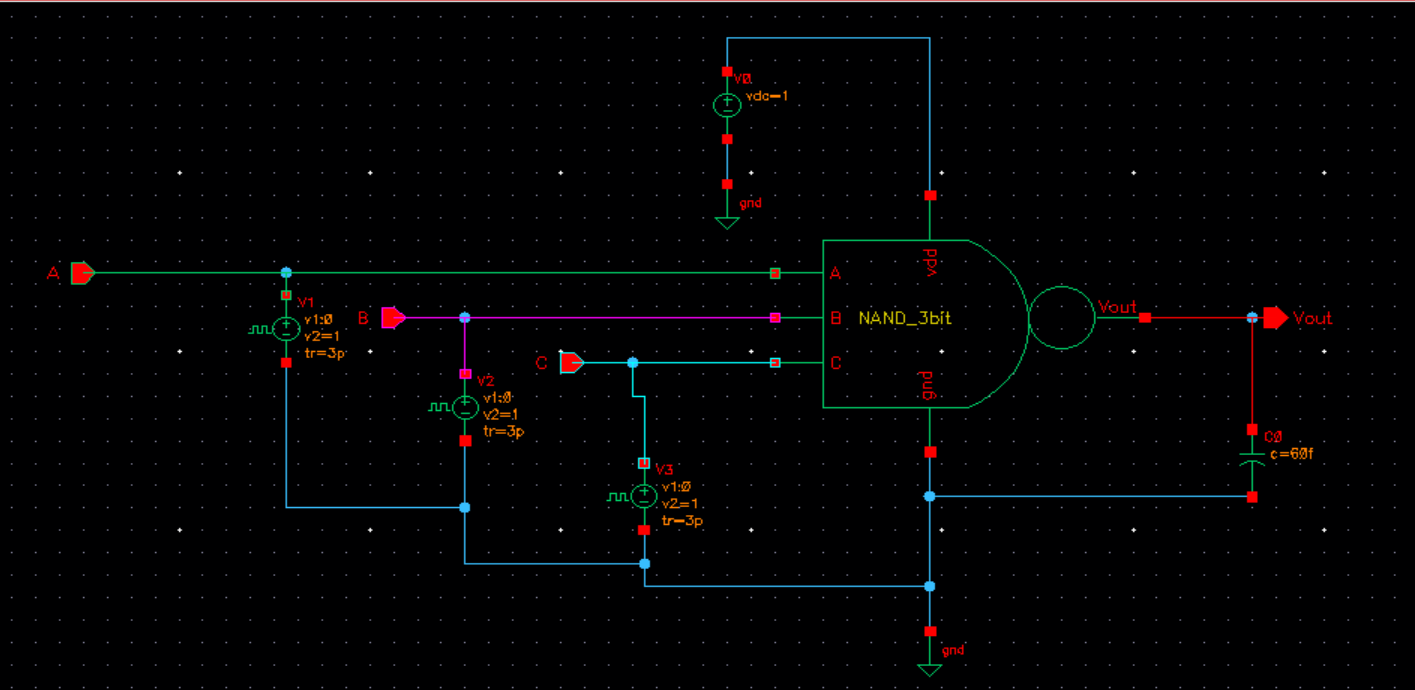 V0
vdc=1
gnd
A
V1
v1:0
v2=1
tr=3p
B
V2
v1:0
v2=1
tr=3p
C
V3
v1:0
v2=1
tr=3p
vdd
A
B
NAND_3bit
C
gnd
Vout
Vout
C0
c=60f
gnd